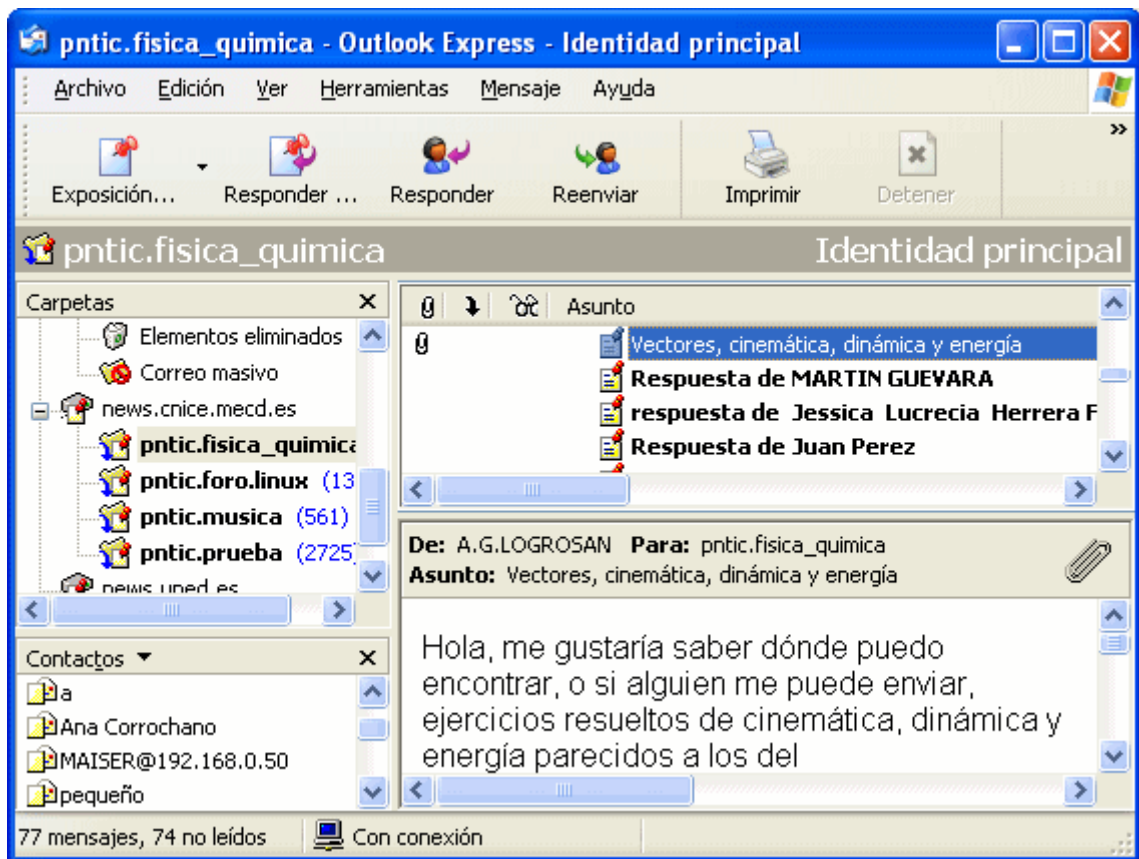 pntic.fisica_quimica - Outlook Express - Identidad principal
Archivo Edición Ver Herramientas Mensaje Ayuda
Exposición... Responder ... Responder Reenviar Imprimir Detener
pntic.fisica_quimica Identidad principal
Carpetas
Elementos eliminados
Correo masivo
news.cnice.mecd.es
pntic.fisica_quimica
pntic.foro.linux (13
pntic.musica (561)
pntic.prueba (2725
news.uned.es
Asunto
Vectores, cinemática, dinámica y energía
Respuesta de MARTIN GUEVARA
respuesta de Jessica Lucrecia Herrera F
Respuesta de Juan Perez
De: A.G.LOGROSAN Para: pntic.fisica_quimica
Asunto: Vectores, cinemática, dinámica y energía
Hola, me gustaría saber dónde puedo
encontrar, o si alguien me puede enviar,
ejercicios resueltos de cinemática, dinámica y
energía parecidos a los del
Contactos
a
Ana Corrochano
MAISER@192.168.0.50
pequeño
77 mensajes, 74 no leídos Con conexión